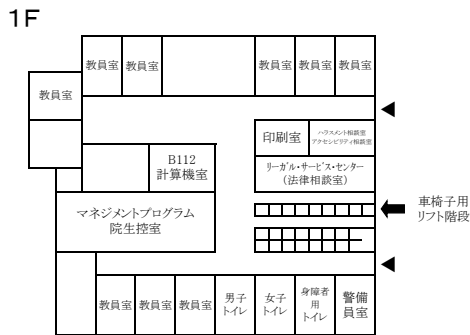 1F
教員室 教員室 教員室 教員室 教員室
教員室
印刷室
ハラスメント相談室
アクセシビリティ相談室
B112
計算機室
リーガル・サービス・センター
(法律相談室)
車椅子用
リフト階段
マネジメントプログラム
院生控室
教員室 教員室 教員室
男子
トイレ
女子
トイレ
身障者
用
トイレ
警備
員室